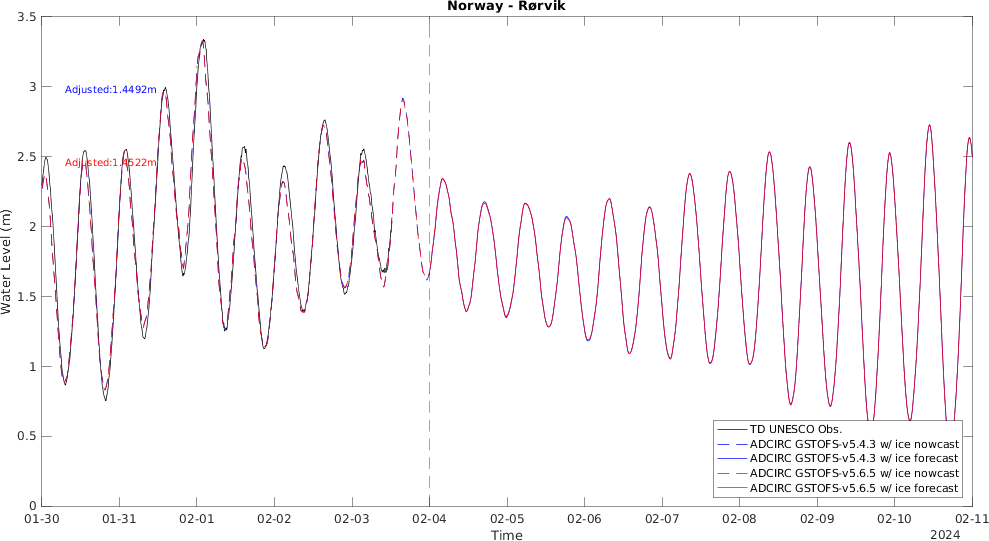 Norway - Rørvik
3.5
3
2.5
2
1.5
1
0.5
0
Water Level (m)
Adjusted:1.4492m
Adjusted:1.4522m
TD UNESCO Obs.
ADCIRC GSTOFS-v5.4.3 w/ ice nowcast
ADCIRC GSTOFS-v5.4.3 w/ ice forecast
ADCIRC GSTOFS-v5.6.5 w/ ice nowcast
ADCIRC GSTOFS-v5.6.5 w/ ice forecast
01-30 01-31 02-01 02-02 02-03 02-04 02-05 02-06 02-07 02-08 02-09 02-10 02-11
Time
2024